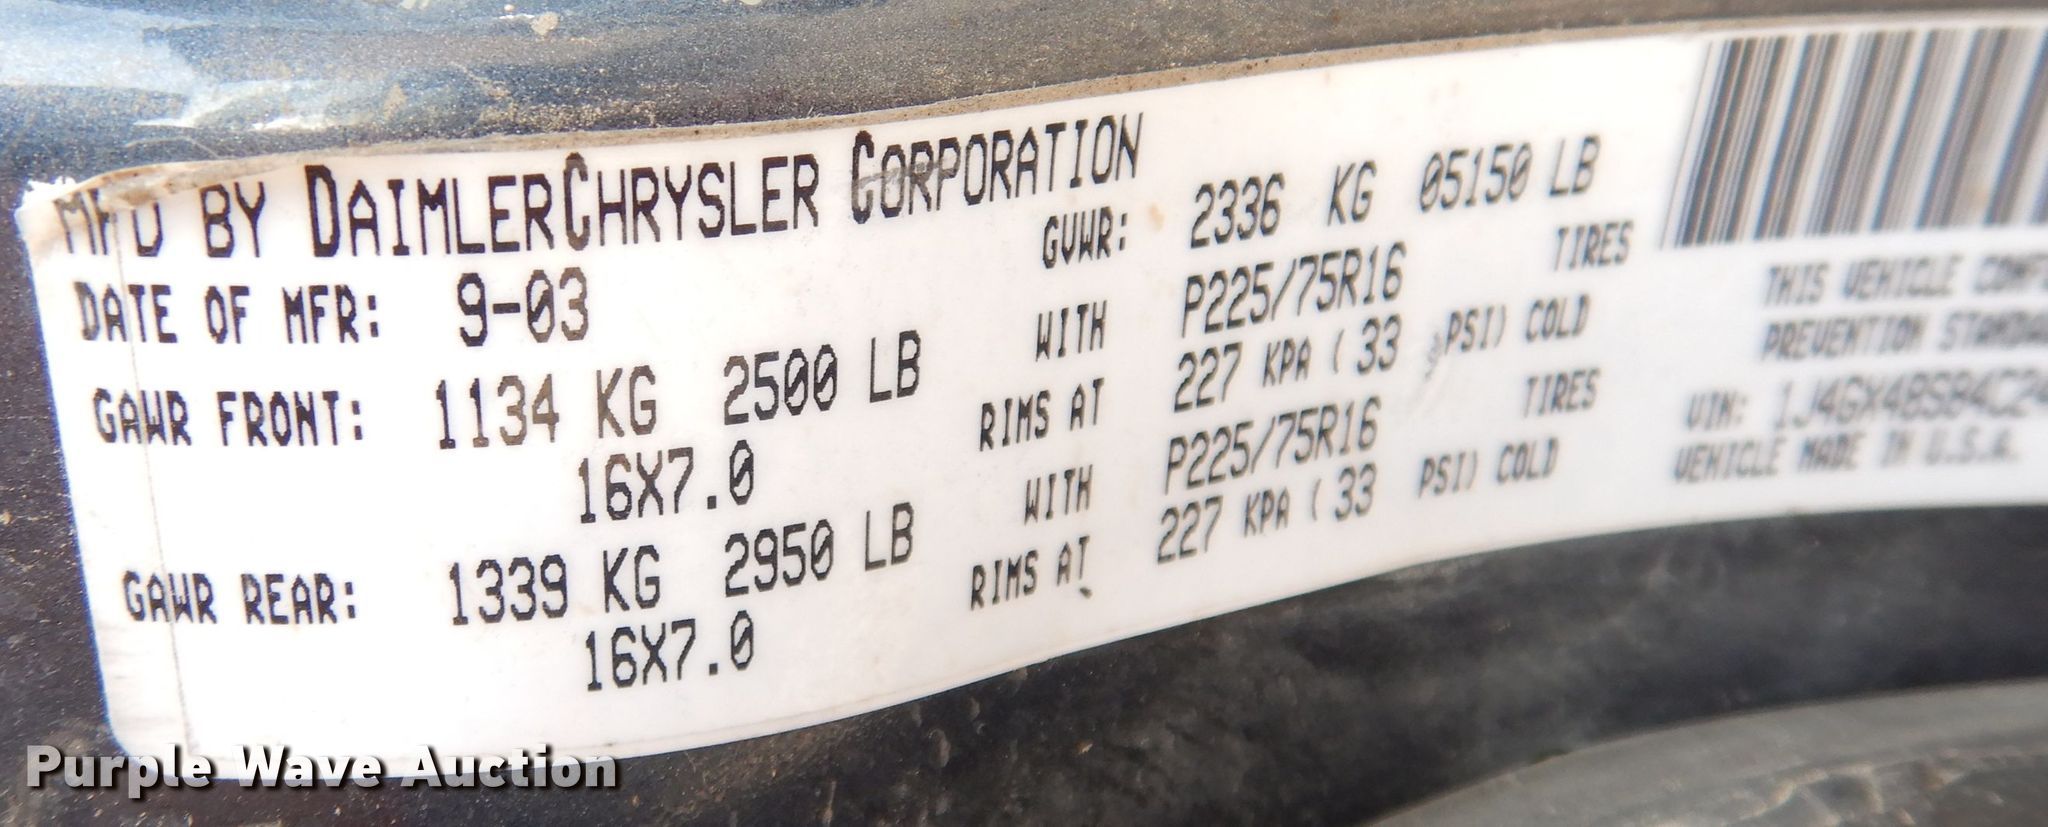 MFD BY DAIMLERCHRYSLER CORPORATION GVWR: 2336 KG 05150 LB
DATE OF MFR: 9-03 WITH P225/75R16 TIRES
GAWR FRONT: 1134 KG 2500 LB RIMS AT 227 KPA ( 33 PSI) COLD
16X7.0 WITH P225/75R16 TIRES
GAWR REAR: 1339 KG 2950 LB RIMS AT 227 KPA ( 33 PSI) COLD
16X7.0
THIS VEHICLE CONF
PREVENTION STANDA
VIN: 1J4GX48S84C24
VEHICLE MADE IN U.S.A.
Purple Wave Auction